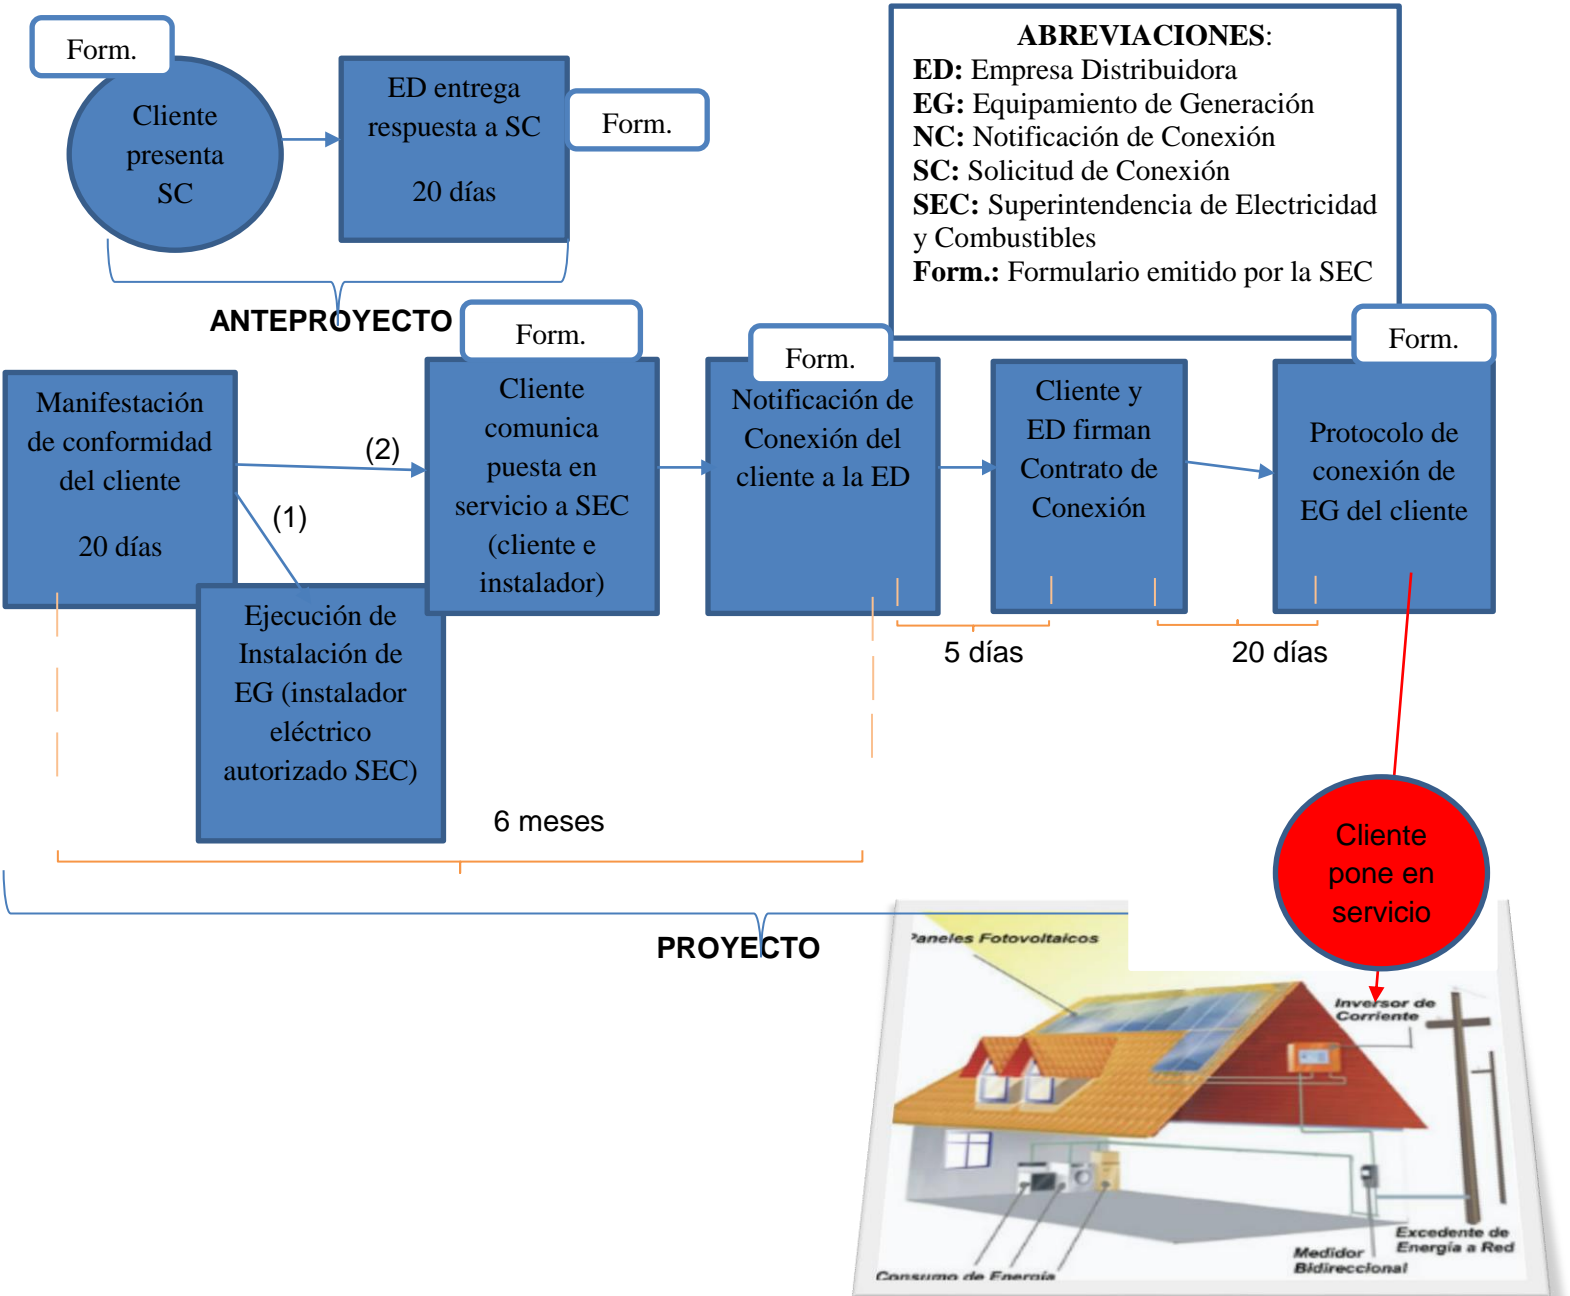 Form.
Cliente
presenta
SC
ED entrega
respuesta a SC
20 días
Form.
ABREVIACIONES:
ED: Empresa Distribuidora
EG: Equipamiento de Generación
NC: Notificación de Conexión
SC: Solicitud de Conexión
SEC: Superintendencia de Electricidad
y Combustibles
Form.: Formulario emitido por la SEC
ANTEPROYECTO
Manifestación
de conformidad
del cliente
20 días
(1)
(2)
Ejecución de
Instalación de
EG (instalador
eléctrico
autorizado SEC)
Form.
Cliente
comunica
puesta en
servicio a SEC
(cliente e
instalador)
Form.
Notificación de
Conexión del
cliente a la ED
Cliente y
ED firman
Contrato de
Conexión
Form.
Protocolo de
conexión de
EG del cliente
5 días
20 días
6 meses
PROYECTO
Cliente
pone en
servicio
Paneles Fotovoltaicos
Inversor de
Corriente
Excedente de
Energía a Red
Medidor
Bidireccional
Consumo de Energía